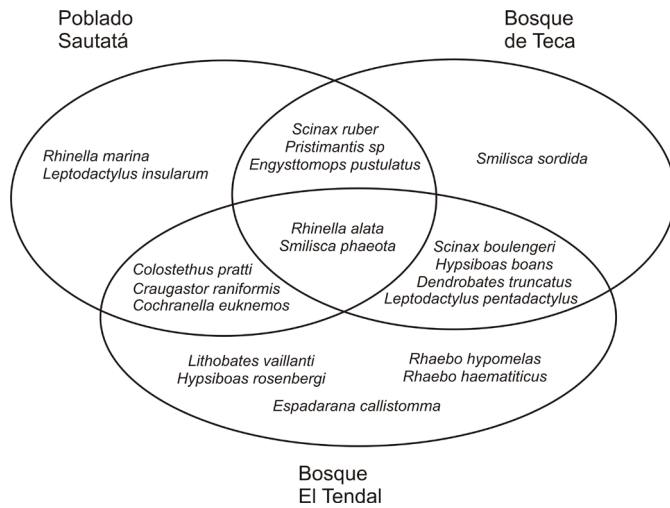 Poblado
Sautatá
Bosque
de Teca
Rhinella marina
Leptodactylus insularum
Scinax ruber
Pristimantis sp
Engysttomops pustulatus
Smilisca sordida
Rhinella alata
Smilisca phaeota
Colostethus pratti
Craugastor raniformis
Cochranella euknemos
Scinax boulengeri
Hypsiboas boans
Dendrobates truncatus
Leptodactylus pentadactylus
Lithobates vaillanti
Hypsiboas rosenbergi
Rhaebo hypomelas
Rhaebo haematiticus
Espadarana callistomma
Bosque
El Tendal